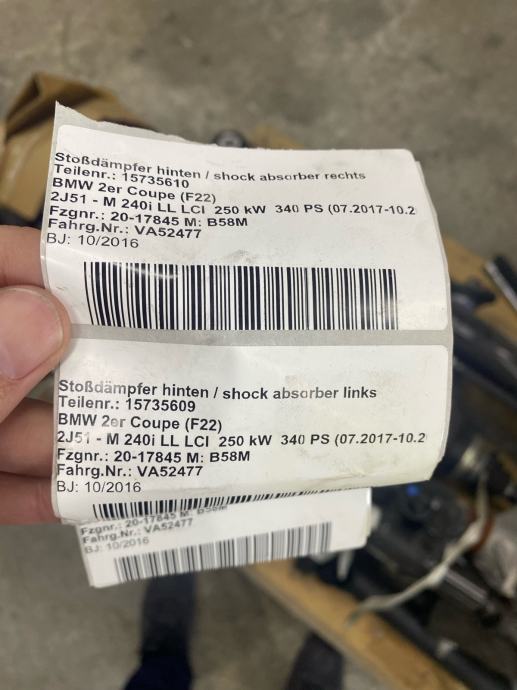 Stoßdämpfer hinten / shock absorber rechts
Teilenr.: 15735610
BMW 2er Coupe (F22)
2J51 - M 240i LL LCI 250 kW 340 PS (07.2017-10.2
Fzgnr.: 20-17845 M: B58M
Fahrg.Nr.: VA52477
BJ: 10/2016
Stoßdämpfer hinten / shock absorber links
Teilenr.: 15735609
BMW 2er Coupe (F22)
2J51 - M 240i LL LCI 250 kW 340 PS (07.2017-10.2
Fzgnr.: 20-17845 M: B58M
Fahrg.Nr.: VA52477
BJ: 10/2016
Fzgnr.: 20-17845 M: B58M
Fahrg.Nr.: VA52477
BJ: 10/2016